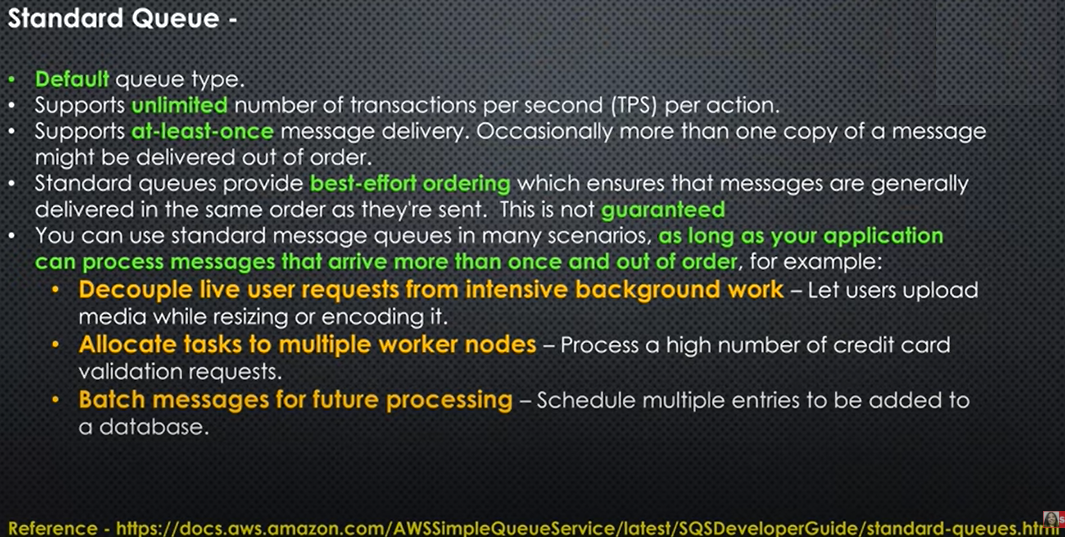 Standard Queue -
• Default queue type.
• Supports unlimited number of transactions per second (TPS) per action.
• Supports at-least-once message delivery. Occasionally more than one copy of a message
might be delivered out of order.
• Standard queues provide best-effort ordering which ensures that messages are generally
delivered in the same order as they're sent. This is not guaranteed
• You can use standard message queues in many scenarios, as long as your application
can process messages that arrive more than once and out of order, for example:
• Decouple live user requests from intensive background work – Let users upload
media while resizing or encoding it.
• Allocate tasks to multiple worker nodes – Process a high number of credit card
validation requests.
• Batch messages for future processing – Schedule multiple entries to be added to
a database.
Reference - https://docs.aws.amazon.com/AWSSimpleQueueService/latest/SQSDeveloperGuide/standard-queues.html